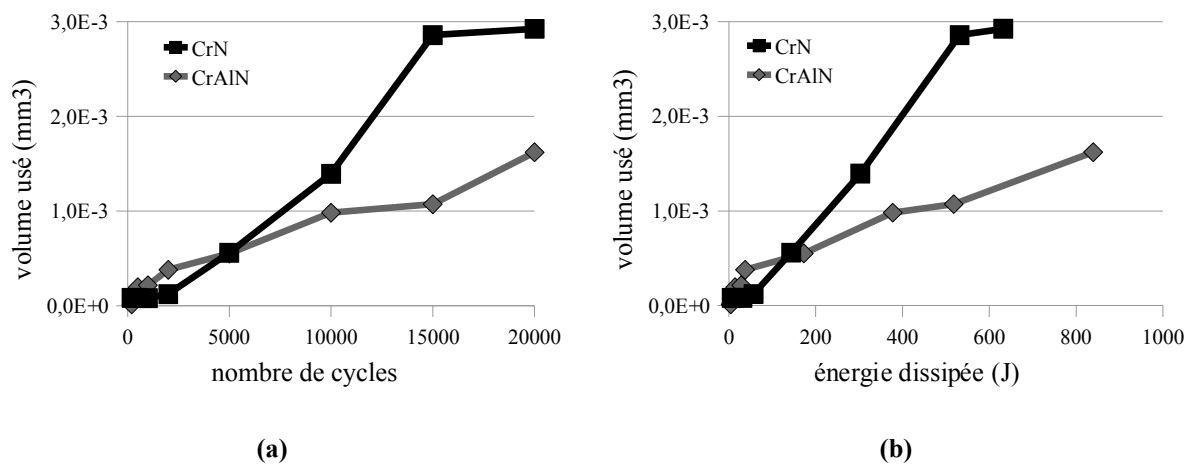 3,0E-3
2,0E-3
1,0E-3
0,0E+0
volume usé (mm3)
CrN
CrAlN
0
5000
10000
15000
20000
nombre de cycles
(a)
3,0E-3
2,0E-3
1,0E-3
0,0E+0
volume usé (mm3)
CrN
CrAlN
0
200
400
600
800
1000
énergie dissipée (J)
(b)